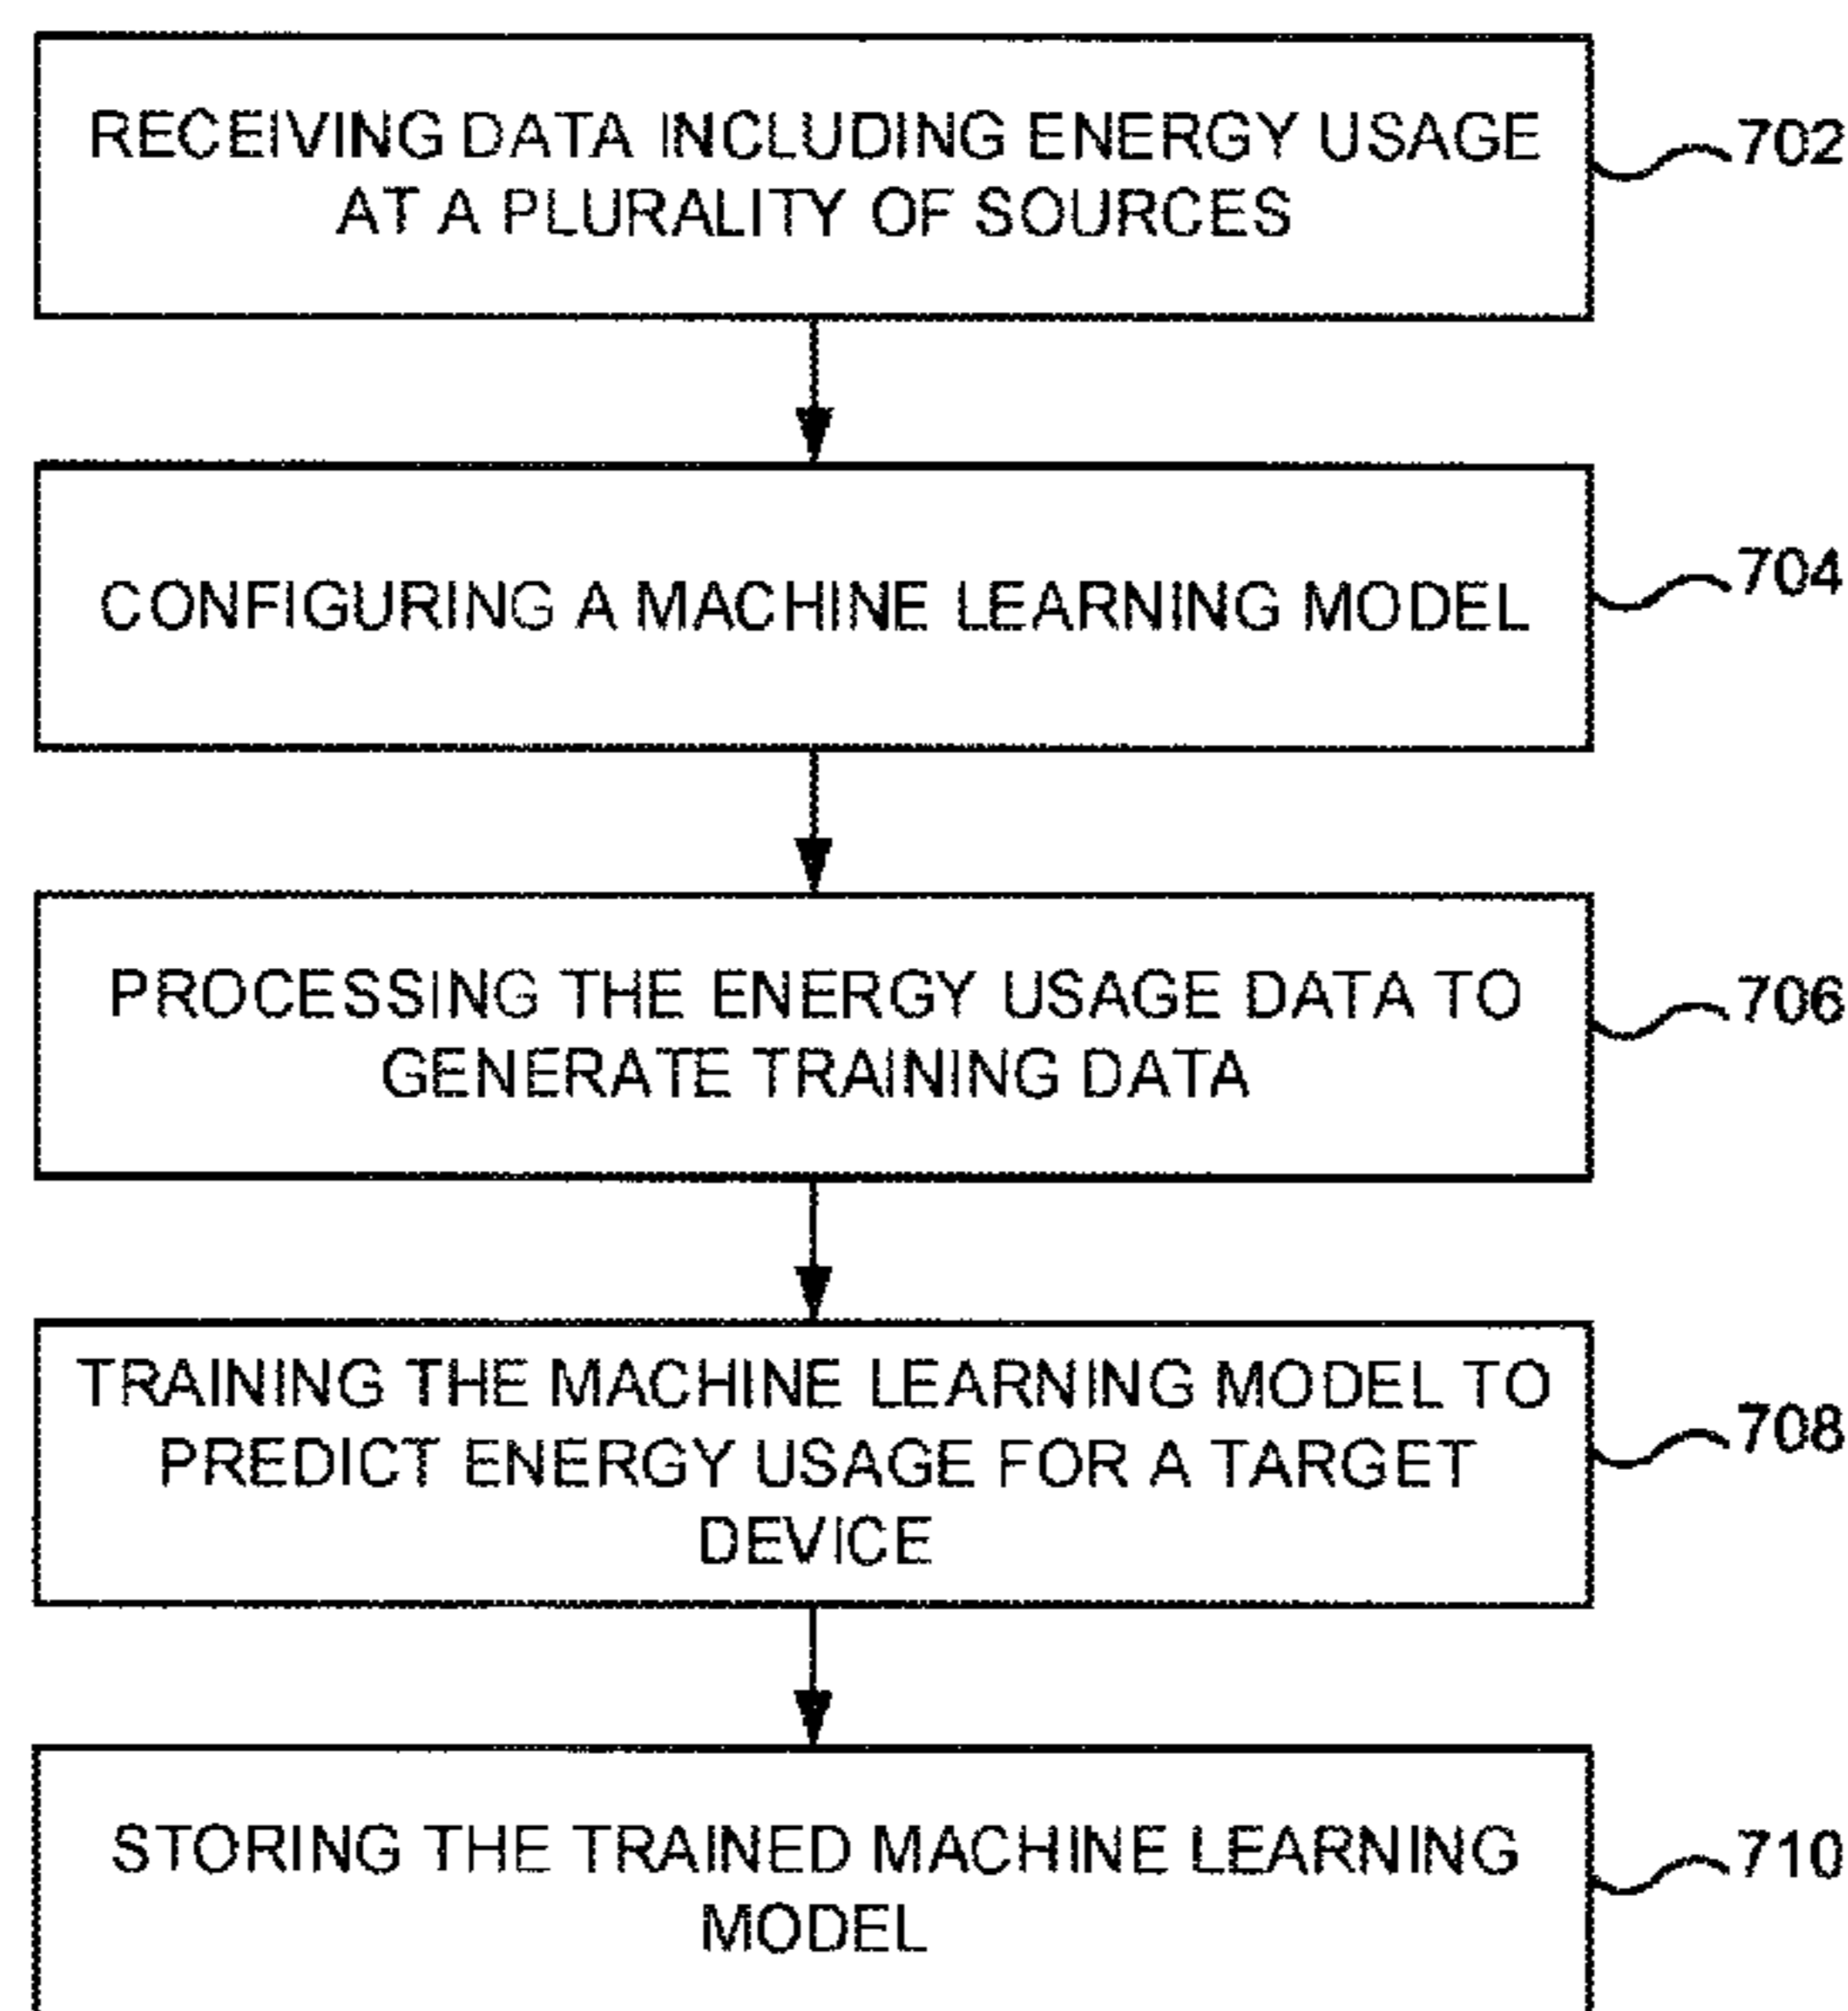 RECEIVING DATA INCLUDING ENERGY USAGE
AT A PLURALITY OF SOURCES
702
CONFIGURING A MACHINE LEARNING MODEL
704
PROCESSING THE ENERGY USAGE DATA TO
GENERATE TRAINING DATA
706
TRAINING THE MACHINE LEARNING MODEL TO
PREDICT ENERGY USAGE FOR A TARGET
DEVICE
708
STORING THE TRAINED MACHINE LEARNING
MODEL
710